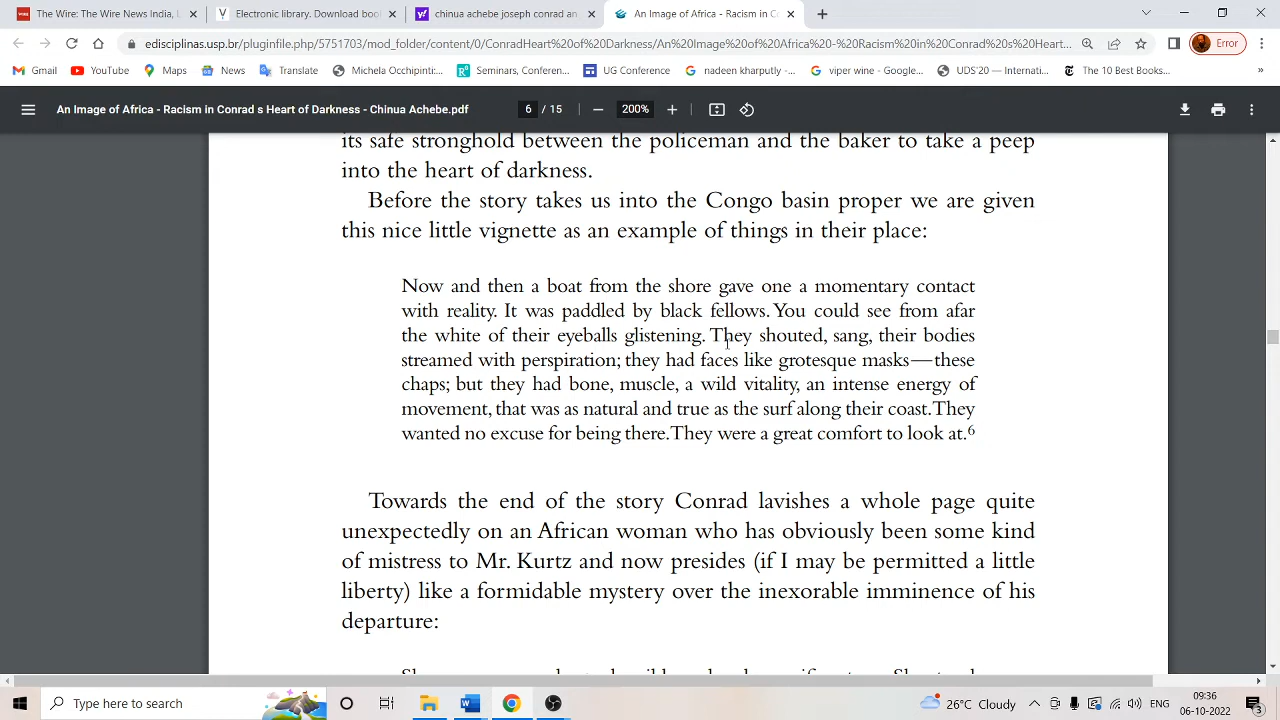 The Wire: The Wire News India, L
Electronic library. Download boo
chinua achebe joseph conrad an
An Image of Africa - Racism in C
edisciplinas.usp.br/pluginfile.php/5751703/mod_folder/content/0/ConradHeart%20of%20Darkness/An%20Image%20of%20Africa%20-%20Racism%20in%20Conrad%20s%20Heart...
Error
Gmail
YouTube
Maps
News
Translate
Michela Occhipinti:...
Seminars, Conferen...
UG Conference
nadeen kharputly -...
viper wine - Google...
UDS'20 — Internati...
The 10 Best Books...
»
An Image of Africa - Racism in Conrad s Heart of Darkness - Chinua Achebe.pdf
6 / 15
200%
its safe stronghold between the policeman and the baker to take a peep
into the heart of darkness.
Before the story takes us into the Congo basin proper we are given
this nice little vignette as an example of things in their place:
Now and then a boat from the shore gave one a momentary contact
with reality. It was paddled by black fellows. You could see from afar
the white of their eyeballs glistening. They shouted, sang, their bodies
streamed with perspiration; they had faces like grotesque masks—these
chaps; but they had bone, muscle, a wild vitality, an intense energy of
movement, that was as natural and true as the surf along their coast. They
wanted no excuse for being there. They were a great comfort to look at.6
Towards the end of the story Conrad lavishes a whole page quite
unexpectedly on an African woman who has obviously been some kind
of mistress to Mr. Kurtz and now presides (if I may be permitted a little
liberty) like a formidable mystery over the inexorable imminence of his
departure:
Type here to search
26°C Cloudy
ENG
09:36
06-10-2022
3